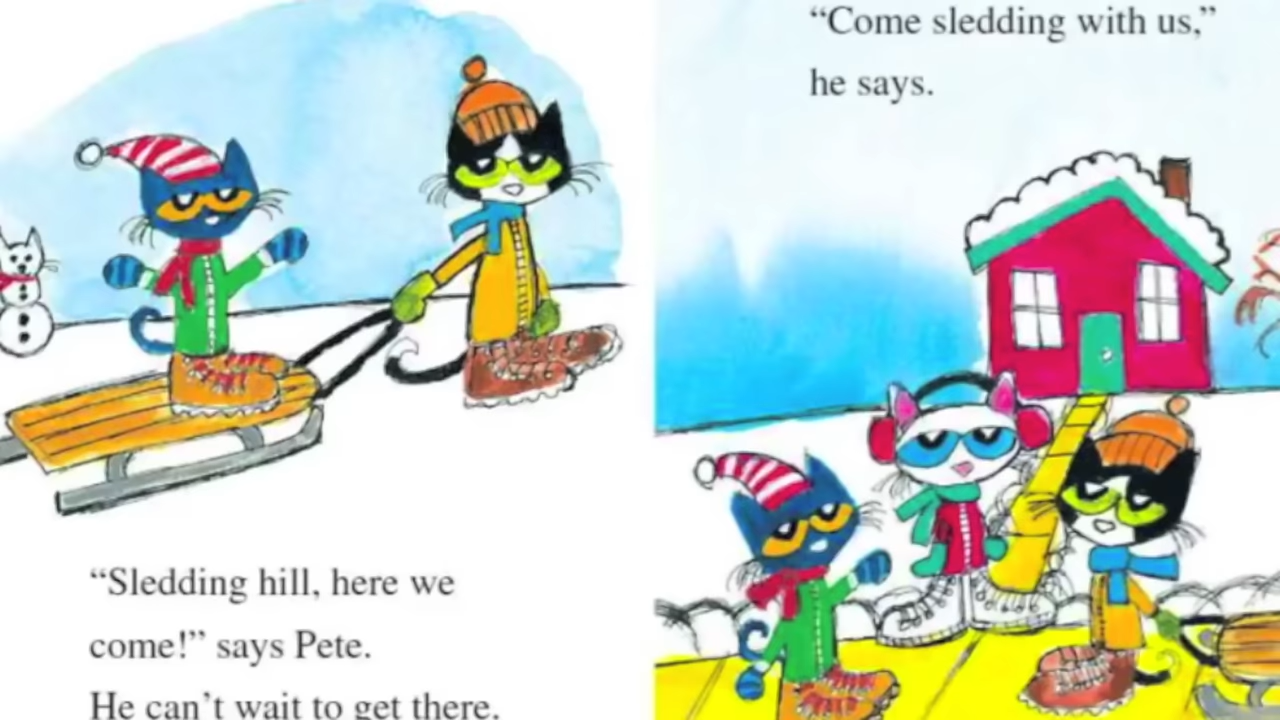 “Sledding hill, here we
come!” says Pete.
He can’t wait to get there.
“Come sledding with us,”
he says.